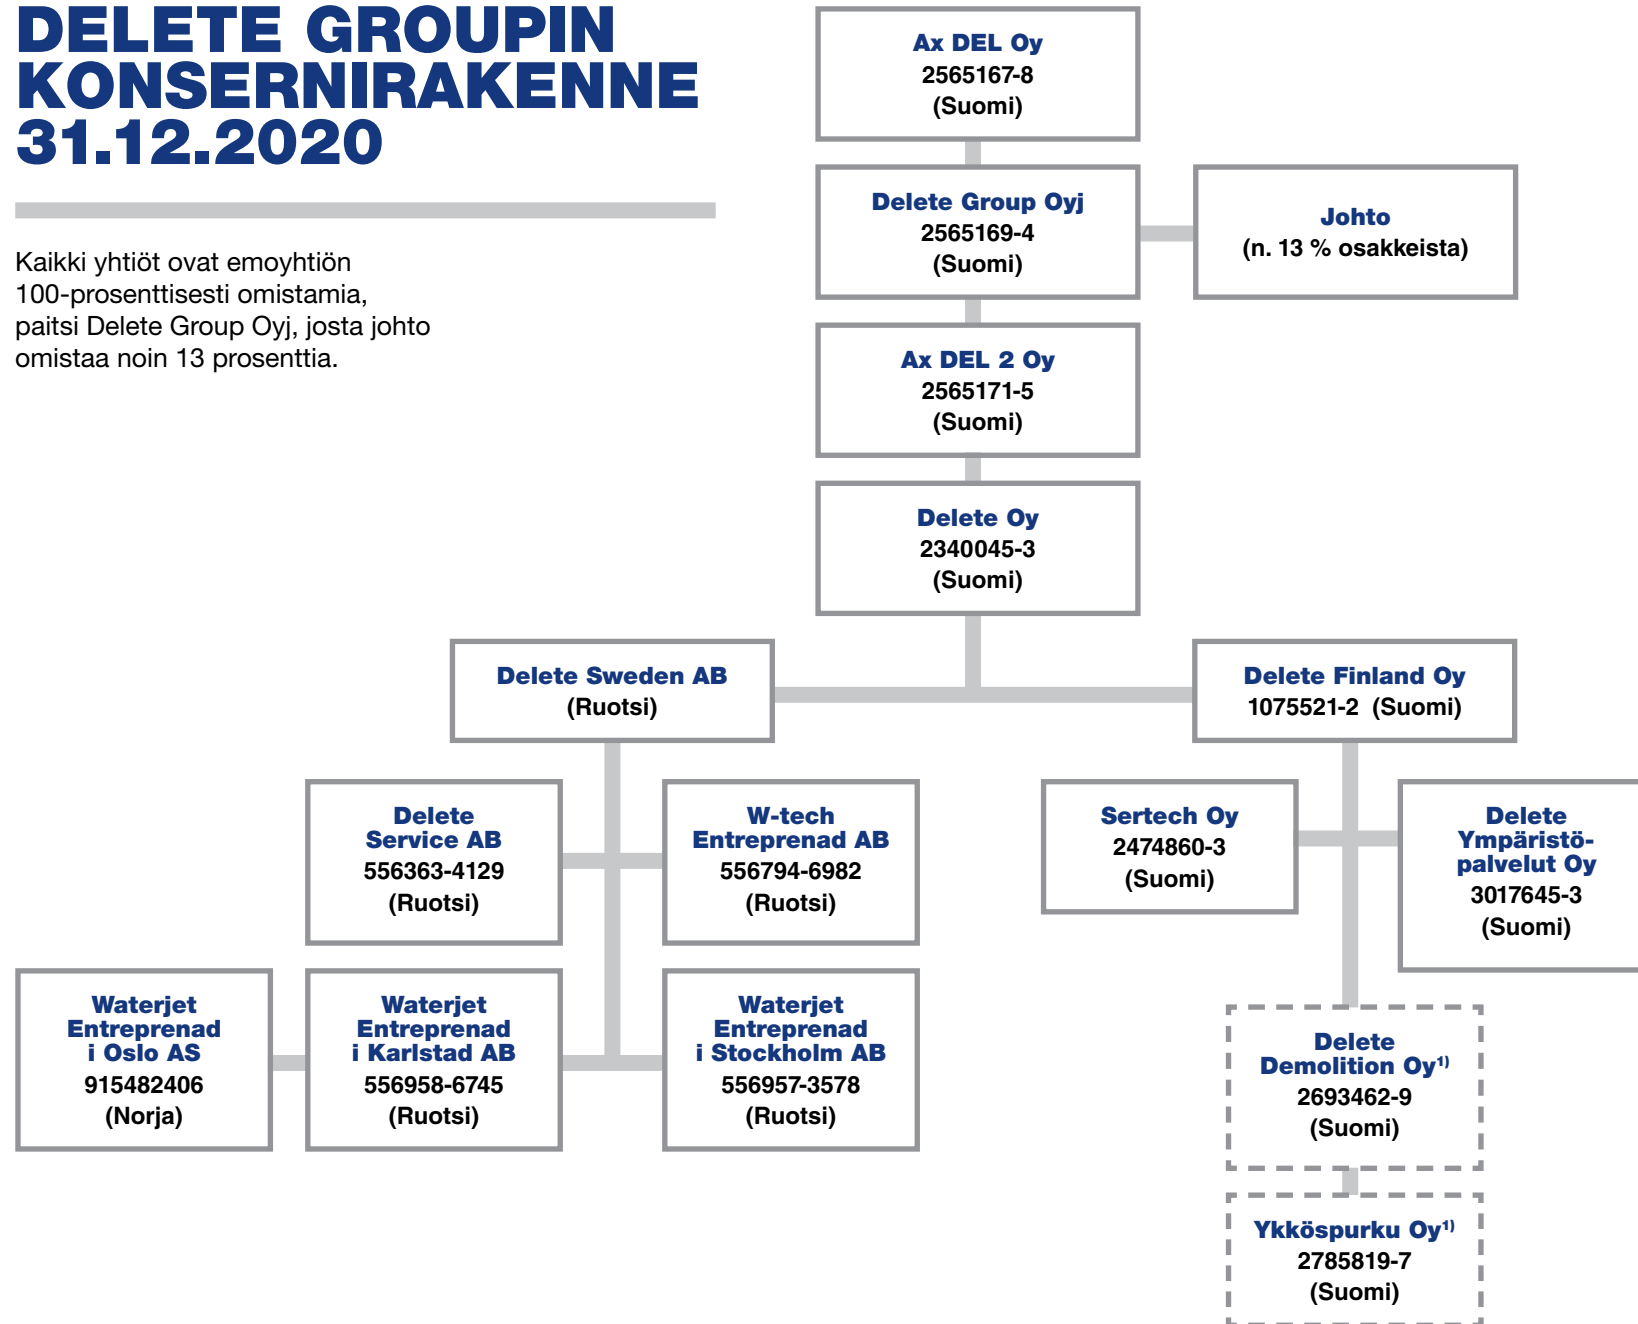 DELETE GROUPIN
KONSERNIRAKENNE
31.12.2020
Kaikki yhtiöt ovat emoyhtiön
100-prosenttisesti omistamia,
paitsi Delete Group Oyj, josta johto
omistaa noin 13 prosenttia.
Ax DEL Oy
2565167-8
(Suomi)
Delete Group Oyj
2565169-4
(Suomi)
Johto
(n. 13 % osakkeista)
Ax DEL 2 Oy
2565171-5
(Suomi)
Delete Oy
2340045-3
(Suomi)
Delete Sweden AB
(Ruotsi)
Delete Finland Oy
1075521-2 (Suomi)
Delete
Service AB
556363-4129
(Ruotsi)
W-tech
Entreprenad AB
556794-6982
(Ruotsi)
Sertech Oy
2474860-3
(Suomi)
Delete
Ympäristö-
palvelut Oy
3017645-3
(Suomi)
Waterjet
Entreprenad
i Oslo AS
915482406
(Norja)
Waterjet
Entreprenad
i Karlstad AB
556958-6745
(Ruotsi)
Waterjet
Entreprenad
i Stockholm AB
556957-3578
(Ruotsi)
Delete
Demolition Oy¹⁾
2693462-9
(Suomi)
Ykköspurku Oy¹⁾
2785819-7
(Suomi)